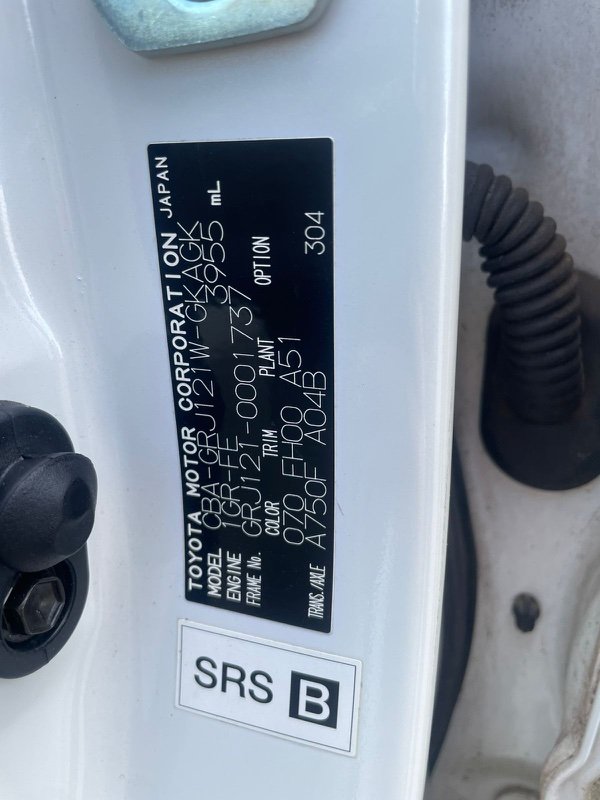 TOYOTA MOTOR CORPORATION JAPAN
MODEL CBA-GRJ121W-GKAGK
ENGINE 1GR-FE 3955 mL
FRAME No. GRJ121-0001737
COLOR TRIM PLANT OPTION
070 FH00 A51
TRANS./AXLE A750F A04B 304
SRS B